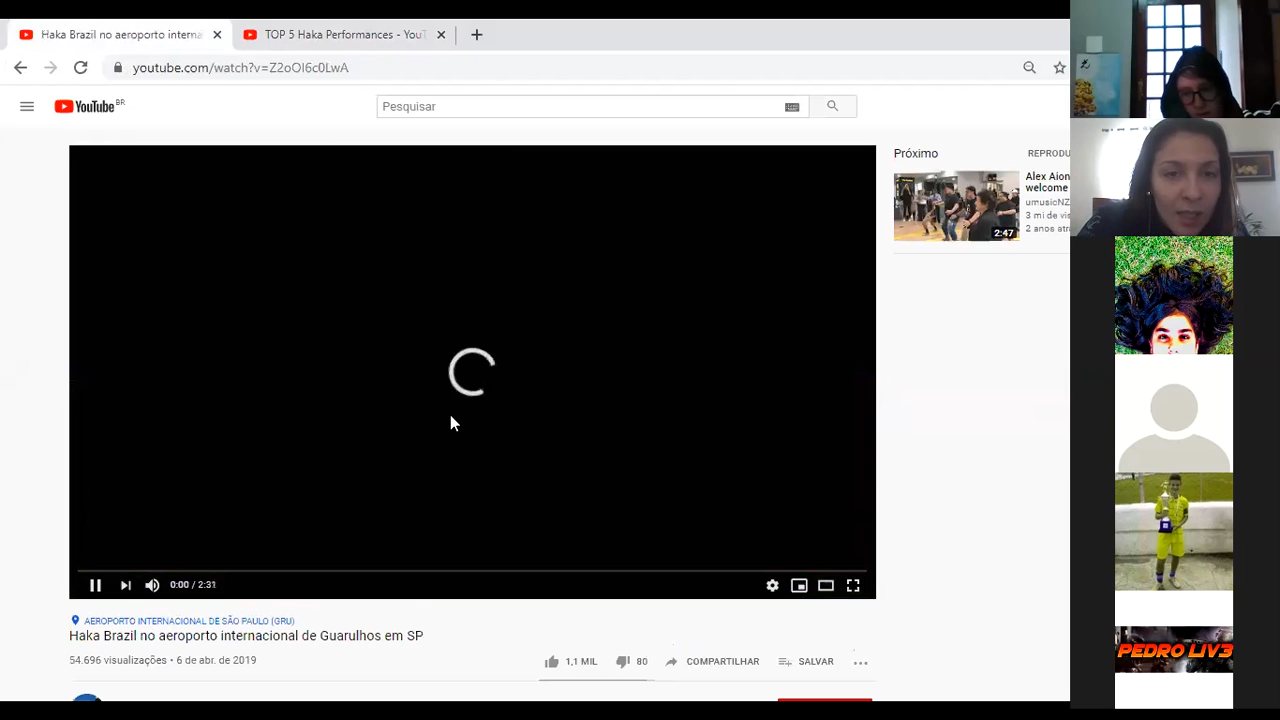 Haka Brazil no aeroporto interna
TOP 5 Haka Performances - YouT
youtube.com/watch?v=Z2oOl6c0LwA
YouTube BR
Pesquisar
Próximo
REPRODU
Alex Aion
welcome
umusicNZ
3 mi de vis
2 anos atrá
2:47
0:00 / 2:31
AEROPORTO INTERNACIONAL DE SÃO PAULO (GRU)
Haka Brazil no aeroporto internacional de Guarulhos em SP
54.696 visualizações • 6 de abr. de 2019
1,1 MIL
80
COMPARTILHAR
SALVAR
PEDRO LIV3